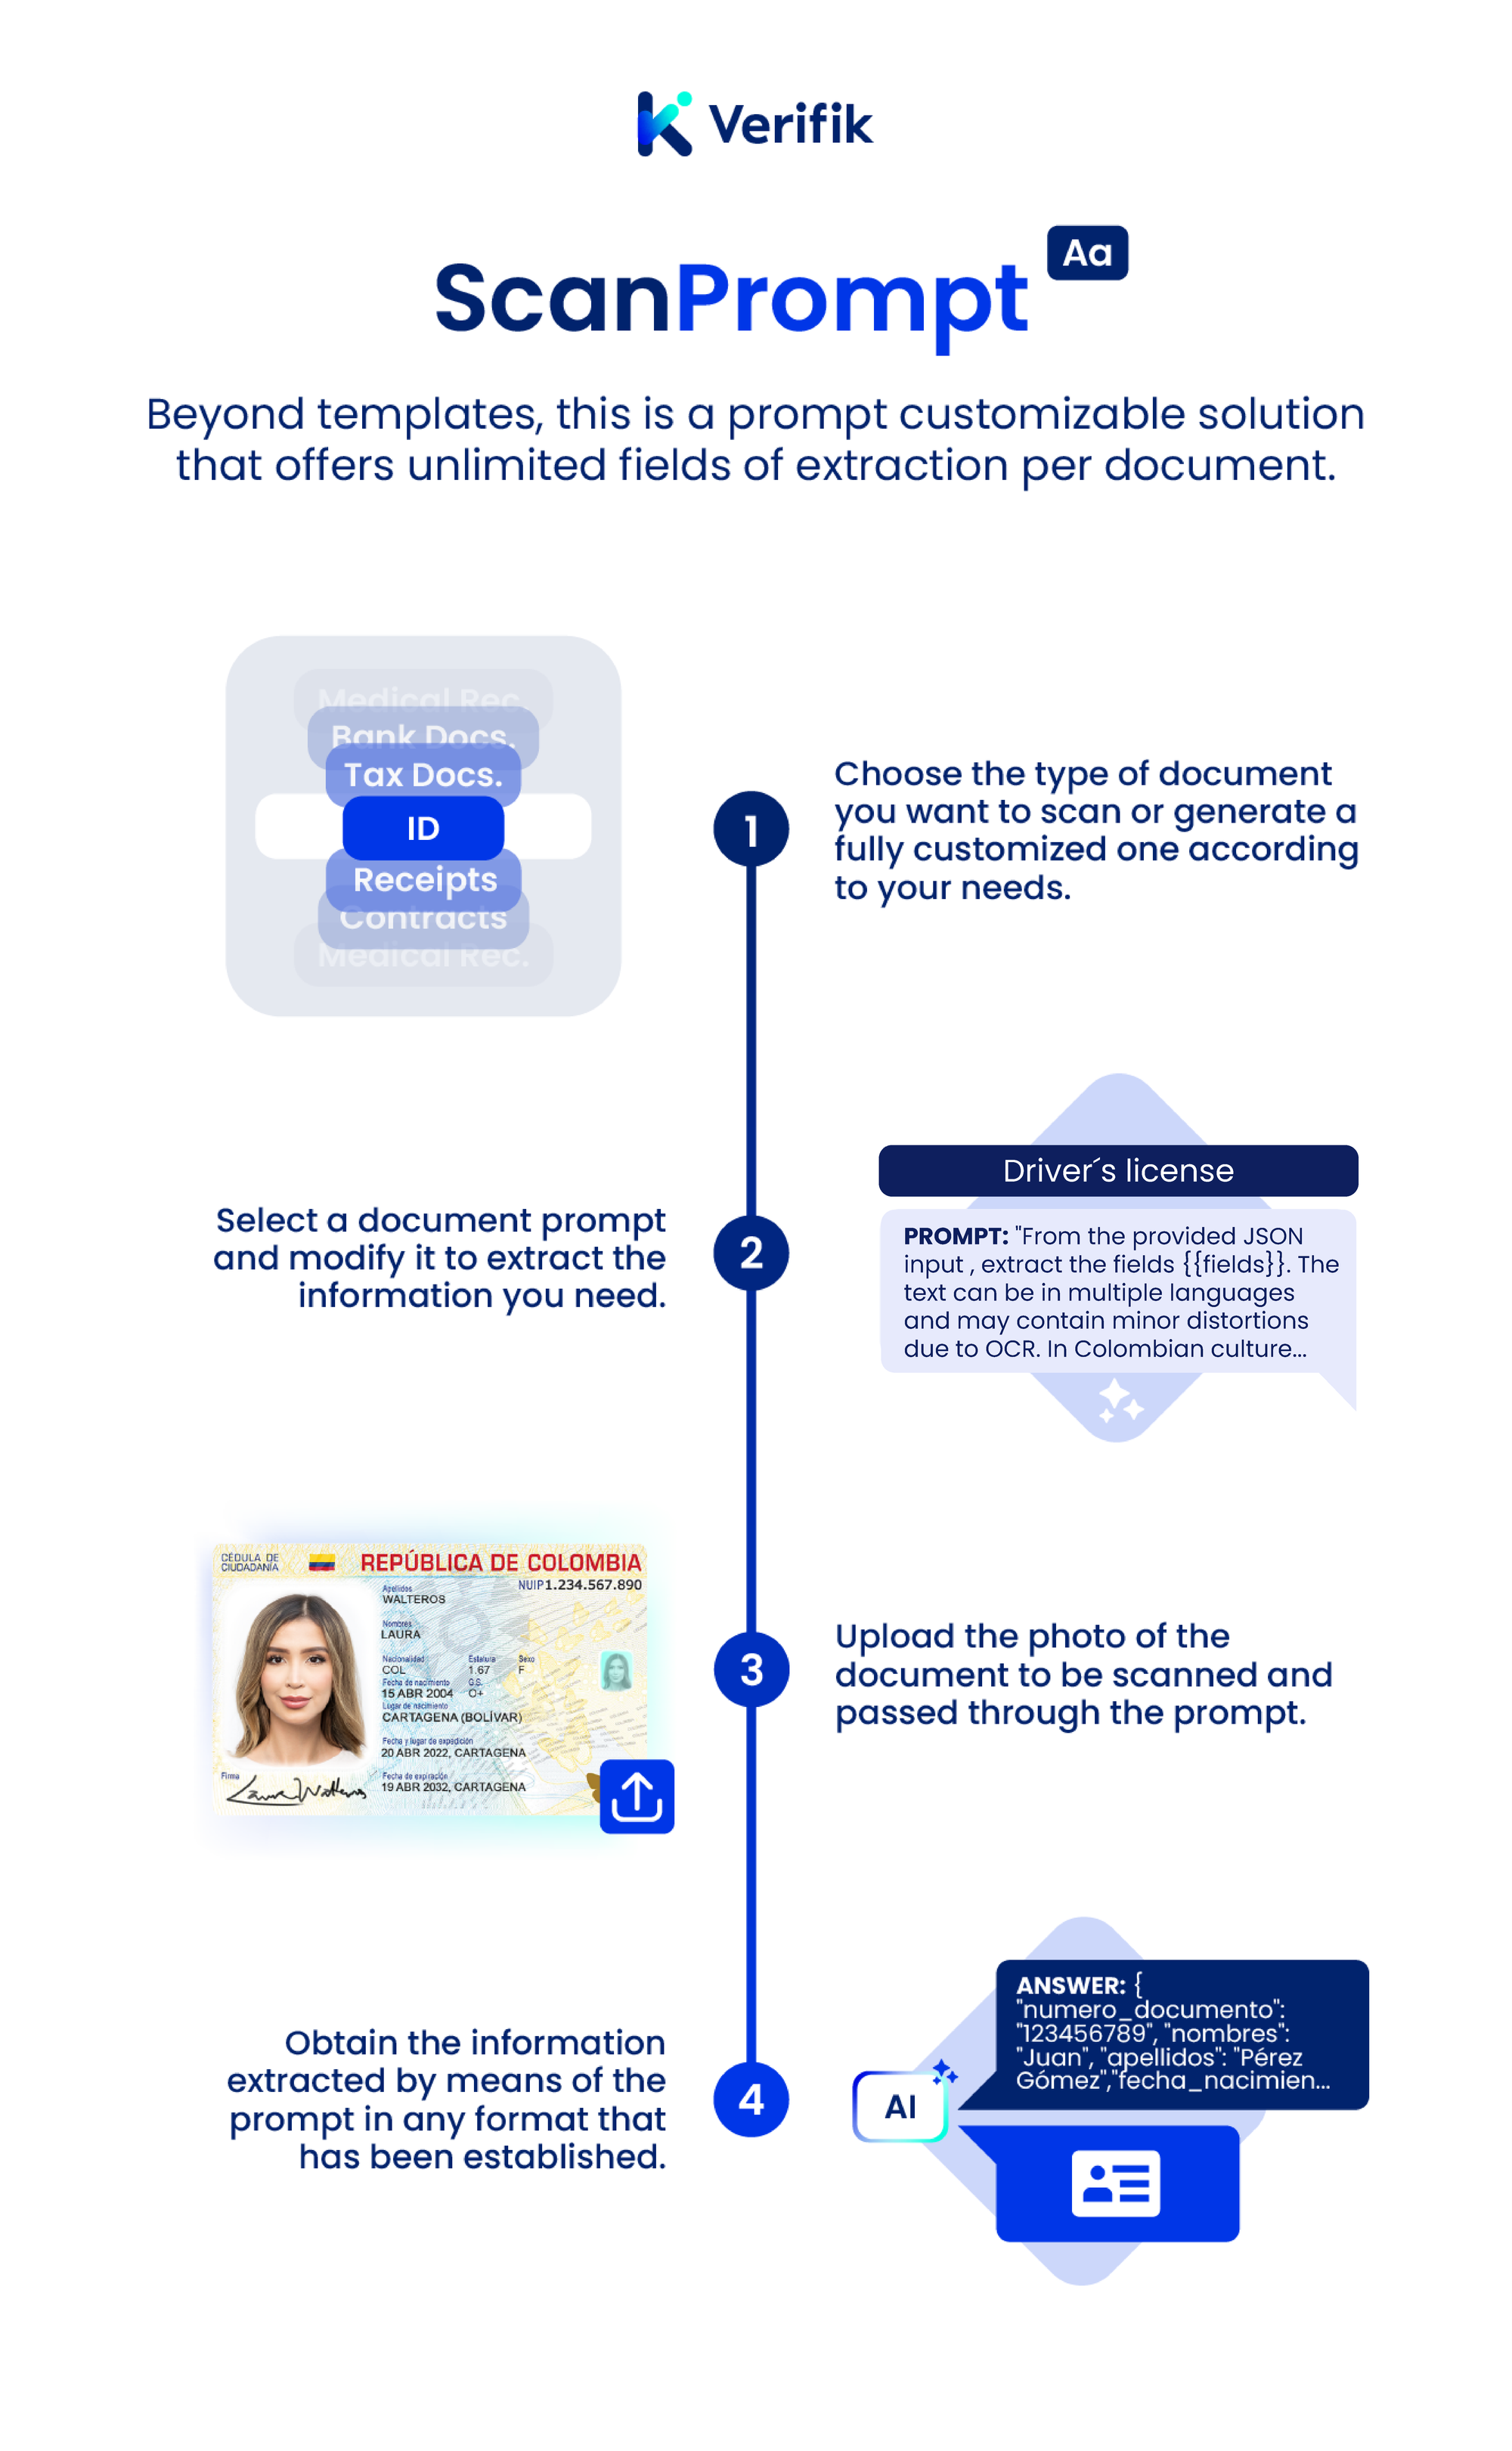 Verifik
ScanPrompt
Aa
Beyond templates, this is a prompt customizable solution
that offers unlimited fields of extraction per document.
Medical Rec.
Bank Docs.
Tax Docs.
ID
Receipts
Contracts
Medical Rec.
1
Choose the type of document
you want to scan or generate a
fully customized one according
to your needs.
Select a document prompt
and modify it to extract the
information you need.
2
Driver´s license
PROMPT: "From the provided JSON
input , extract the fields {{fields}}. The
text can be in multiple languages
and may contain minor distortions
due to OCR. In Colombian culture...
CÉDULA DE
CIUDADANÍA
REPÚBLICA DE COLOMBIA
NUIP 1.234.567.890
Apellidos
WALTEROS
Nombres
LAURA
Nacionalidad Estatura Sexo
COL 1.67 F
Fecha de nacimiento G.S.
15 ABR 2004 O+
Lugar de nacimiento
CARTAGENA (BOLÍVAR)
Fecha y lugar de expedición
20 ABR 2022, CARTAGENA
Fecha de expiración
19 ABR 2032, CARTAGENA
Firma
Laura Walteros
3
Upload the photo of the
document to be scanned and
passed through the prompt.
Obtain the information
extracted by means of the
prompt in any format that
has been established.
4
AI
ANSWER: {
"numero_documento":
"123456789", "nombres":
"Juan", "apellidos": "Pérez
Gómez","fecha_nacimien...